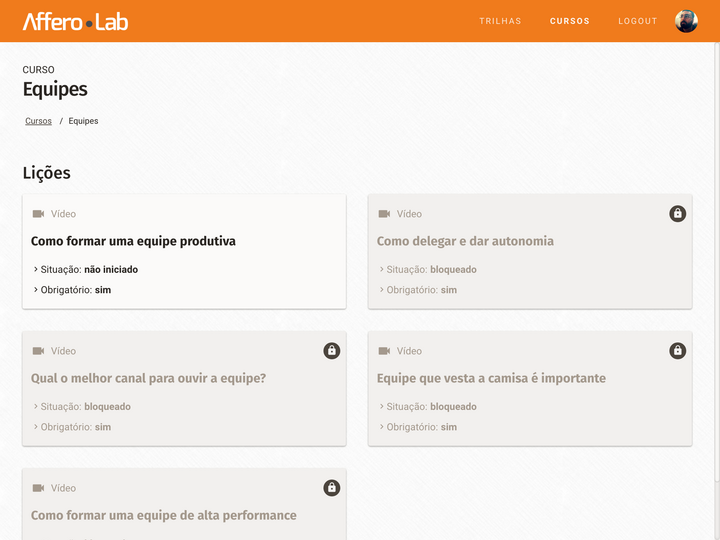 Affero Lab
TRILHAS
CURSOS
LOGOUT
CURSO
Equipes
Cursos / Equipes
Lições
Vídeo
Como formar uma equipe produtiva
Situação: não iniciado
Obrigatório: sim
Vídeo
Como delegar e dar autonomia
Situação: bloqueado
Obrigatório: sim
Vídeo
Qual o melhor canal para ouvir a equipe?
Situação: bloqueado
Obrigatório: sim
Vídeo
Equipe que vesta a camisa é importante
Situação: bloqueado
Obrigatório: sim
Vídeo
Como formar uma equipe de alta performance